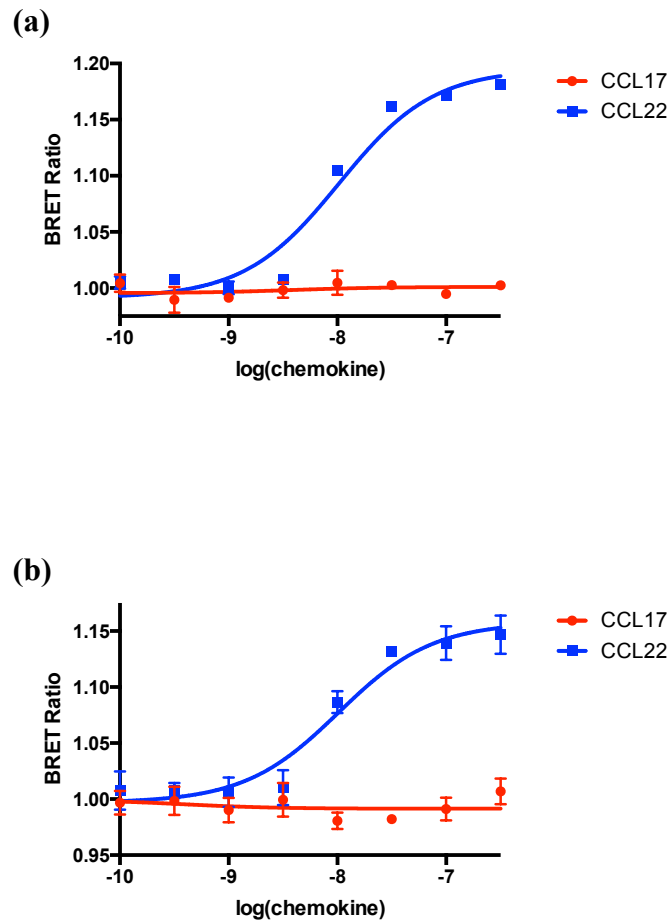 (a)
1.20
1.15
1.10
1.05
1.00
BRET Ratio
-10
-9
-8
-7
log(chemokine)
CCL17
CCL22
(b)
1.15
1.10
1.05
1.00
0.95
BRET Ratio
-10
-9
-8
-7
log(chemokine)
CCL17
CCL22